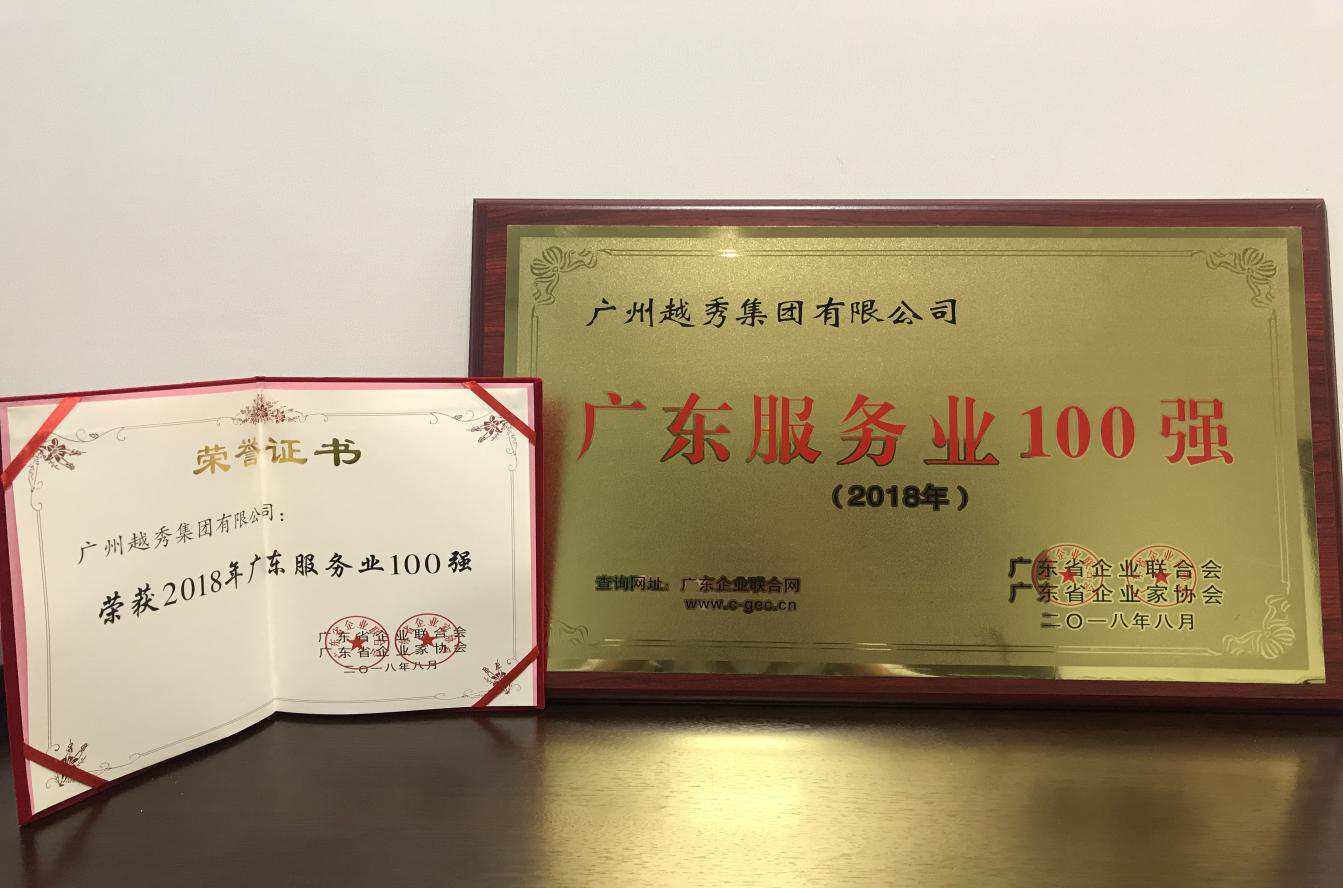 荣誉证书
广州越秀集团有限公司：
荣获2018年广东服务业100强
广东省企业联合会
广东省企业家协会
二〇一八年八月
广州越秀集团有限公司
广东服务业100强
（2018年）
查询网址：广东企业联合网
www.c-gec.cn
广东省企业联合会
广东省企业家协会
二〇一八年八月